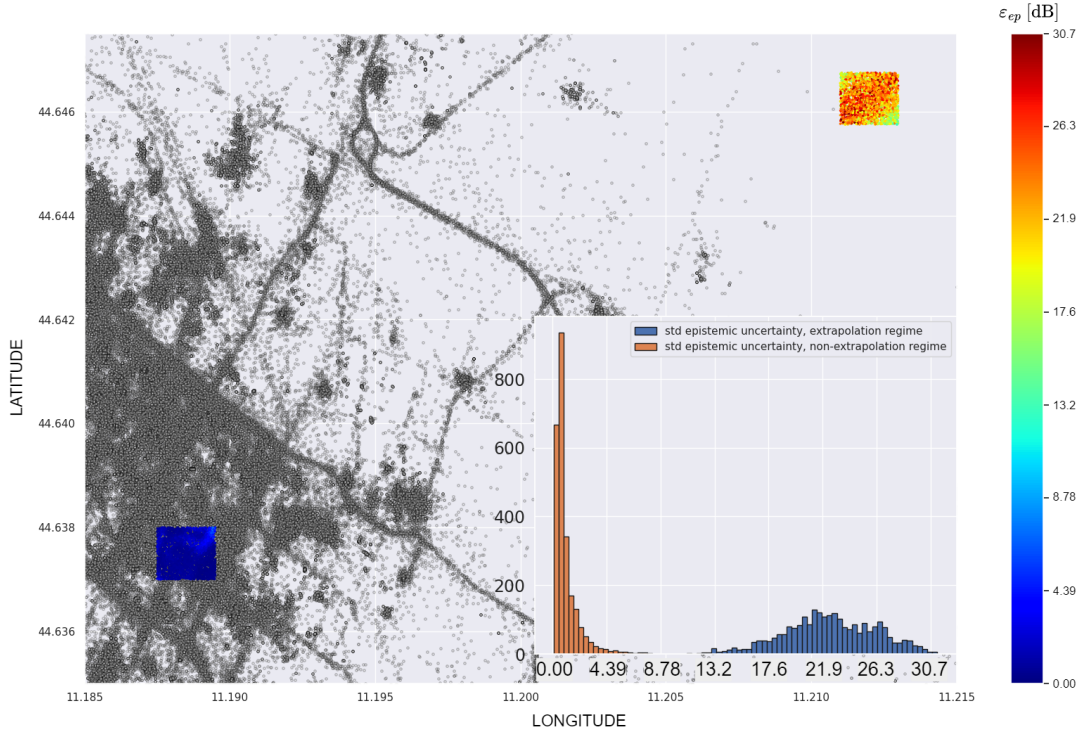 ε_ep [dB]
30.7
26.3
21.9
17.6
13.2
8.78
4.39
0.00
LATITUDE
44.646
44.644
44.642
44.640
44.638
44.636
std epistemic uncertainty, extrapolation regime
std epistemic uncertainty, non-extrapolation regime
800
600
400
200
0
0.00 4.39 8.78 13.2 17.6 21.9 26.3 30.7
11.185 11.190 11.195 11.200 11.205 11.210 11.215
LONGITUDE